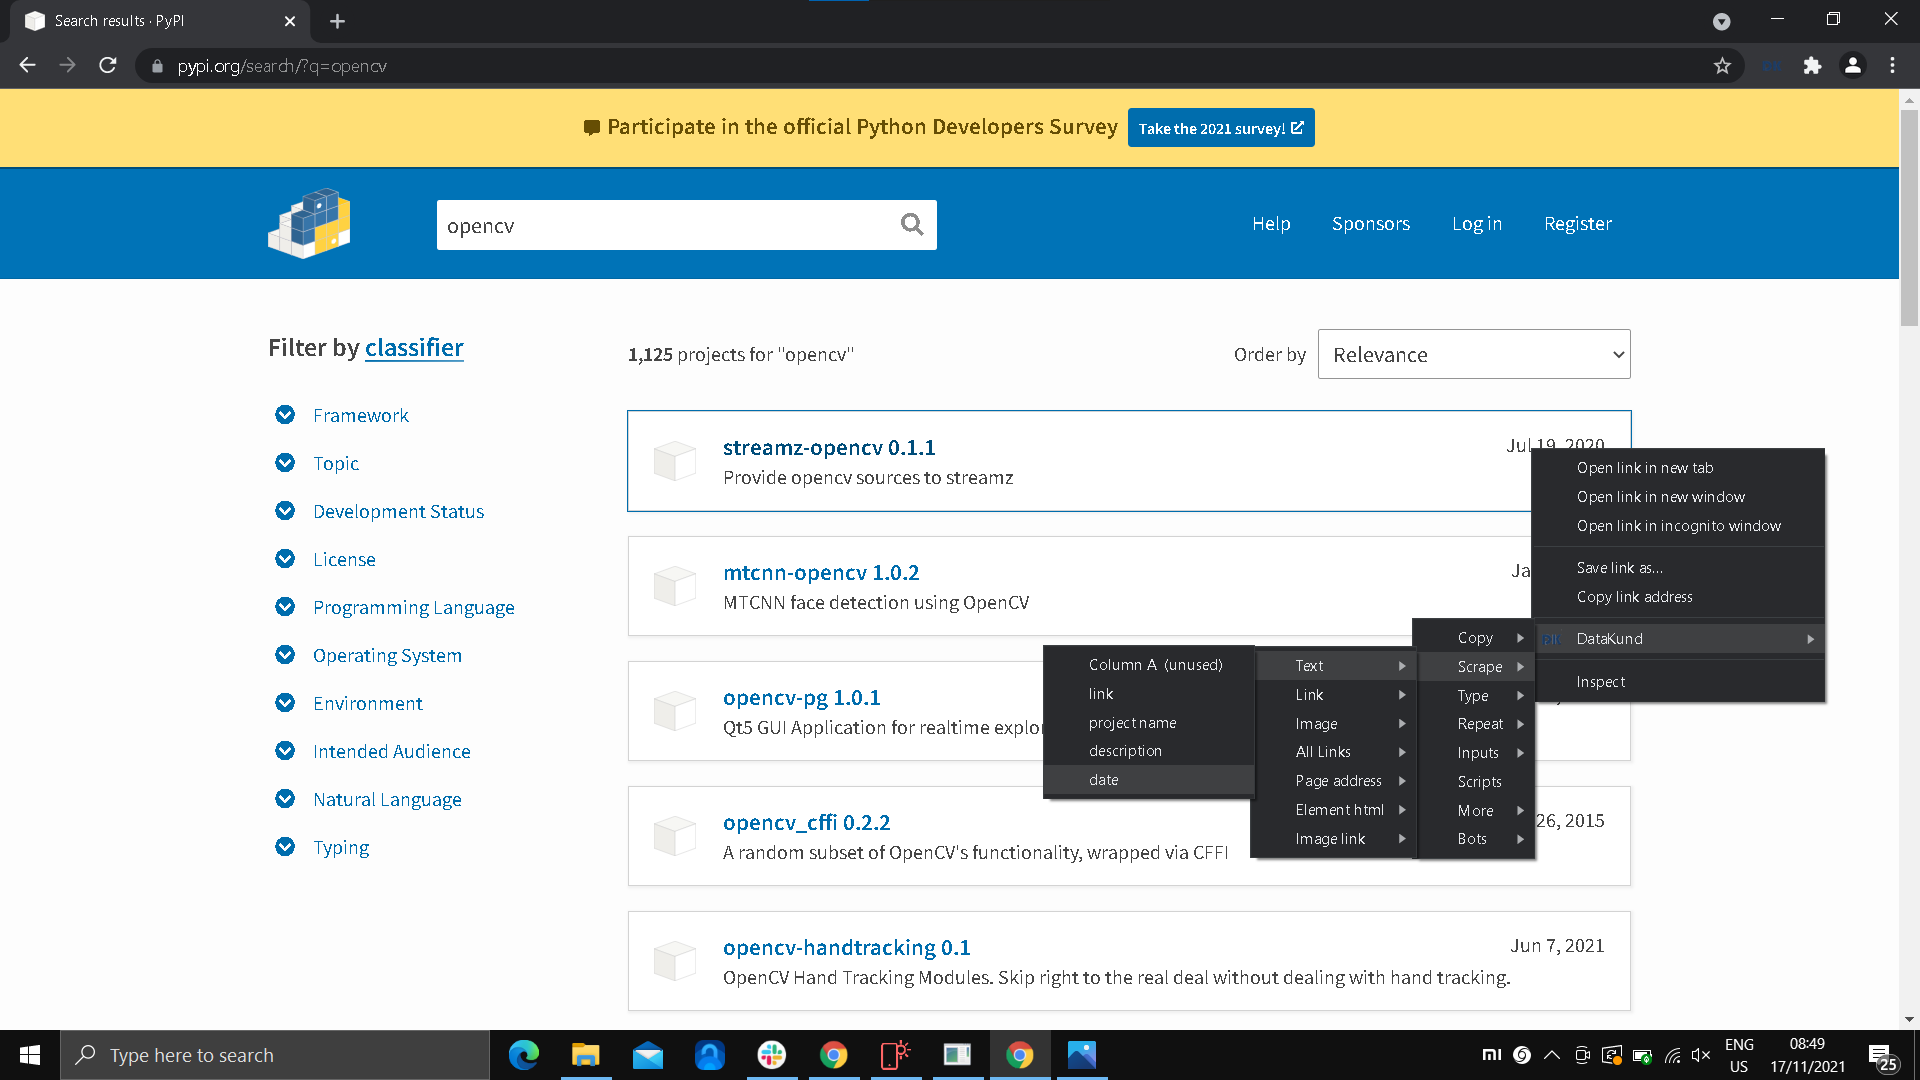 Search results · PyPI
pypi.org/search/?q=opencv
Participate in the official Python Developers Survey
Take the 2021 survey!
opencv
Help
Sponsors
Log in
Register
Filter by classifier
Framework
Topic
Development Status
License
Programming Language
Operating System
Environment
Intended Audience
Natural Language
Typing
1,125 projects for "opencv"
Order by
Relevance
streamz-opencv 0.1.1
Jul 19, 2020
Provide opencv sources to streamz
mtcnn-opencv 1.0.2
Ja
MTCNN face detection using OpenCV
opencv-pg 1.0.1
Qt5 GUI Application for realtime explo
opencv_cffi 0.2.2
26, 2015
A random subset of OpenCV's functionality, wrapped via CFFI
opencv-handtracking 0.1
Jun 7, 2021
OpenCV Hand Tracking Modules. Skip right to the real deal without dealing with hand tracking.
Open link in new tab
Open link in new window
Open link in incognito window
Save link as...
Copy link address
DataKund
Inspect
Copy
Scrape
Type
Repeat
Inputs
Scripts
More
Bots
Text
Link
Image
All Links
Page address
Element html
Image link
Column A (unused)
link
project name
description
date
Type here to search
ENG
US
08:49
17/11/2021
25